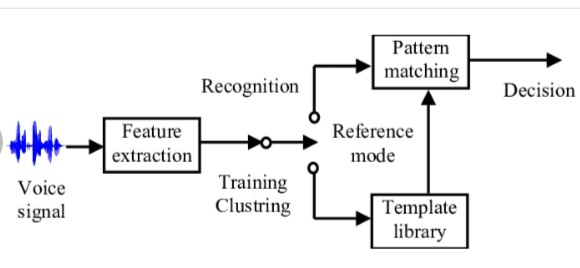 Pattern
matching
Recognition
Decision
Feature
extraction
Reference
mode
Voice
signal
Training
Clustring
Template
library